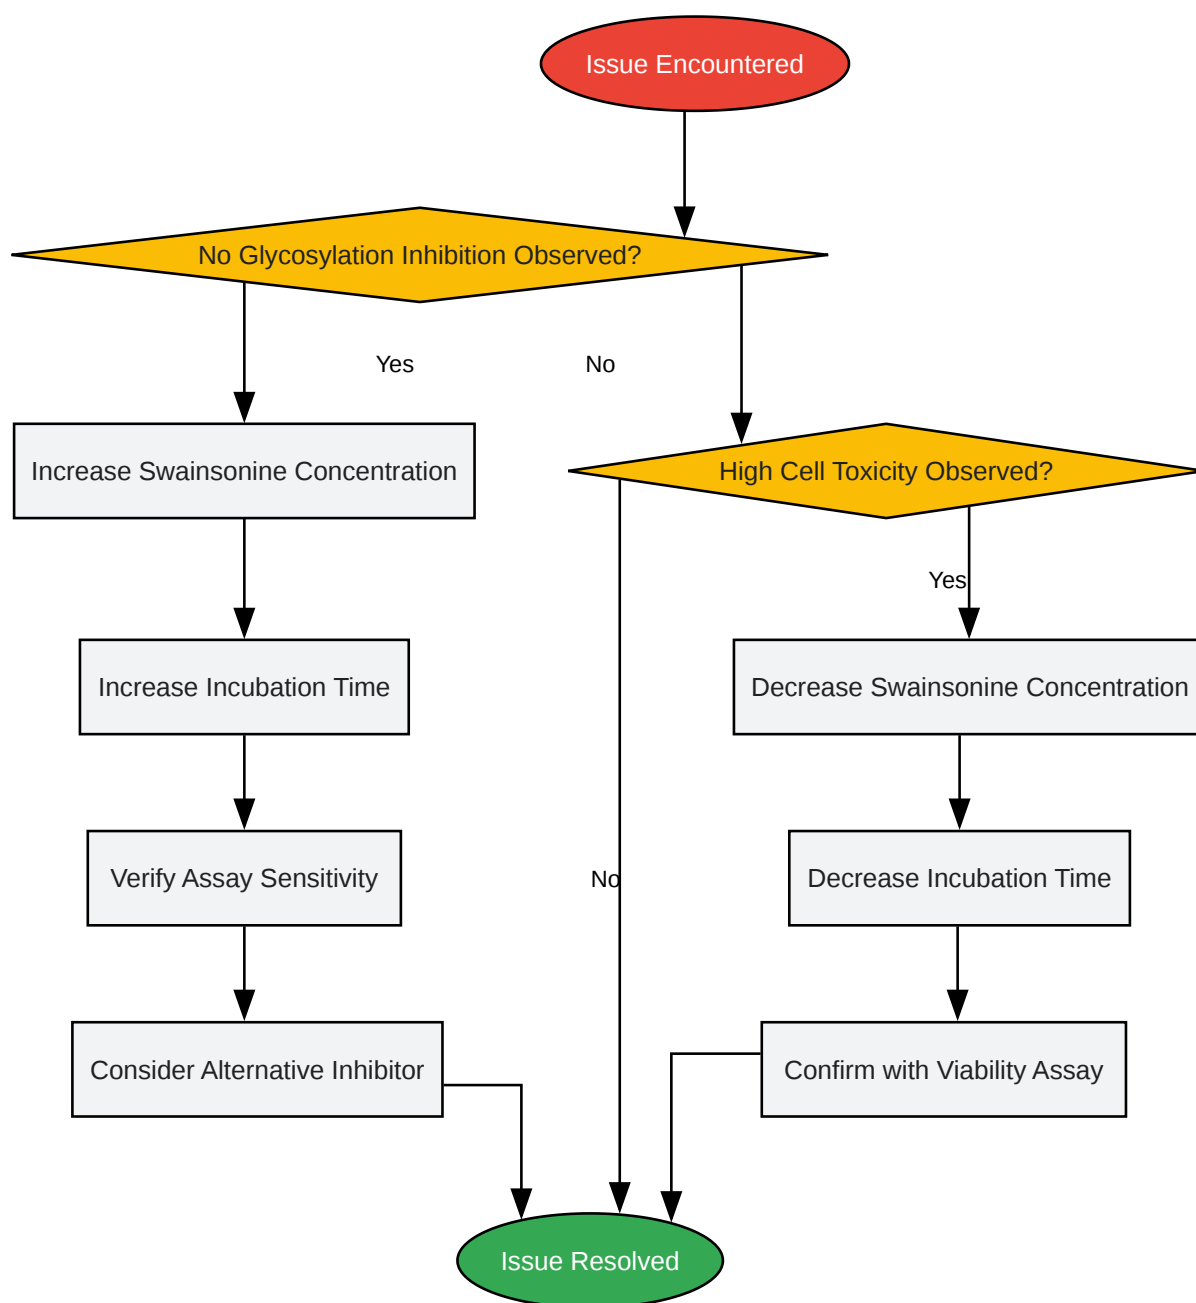 Issue Encountered
No Glycosylation Inhibition Observed?
Yes
No
Increase Swainsonine Concentration
High Cell Toxicity Observed?
Yes
Increase Incubation Time
Decrease Swainsonine Concentration
Verify Assay Sensitivity
No
Decrease Incubation Time
Consider Alternative Inhibitor
Confirm with Viability Assay
Issue Resolved